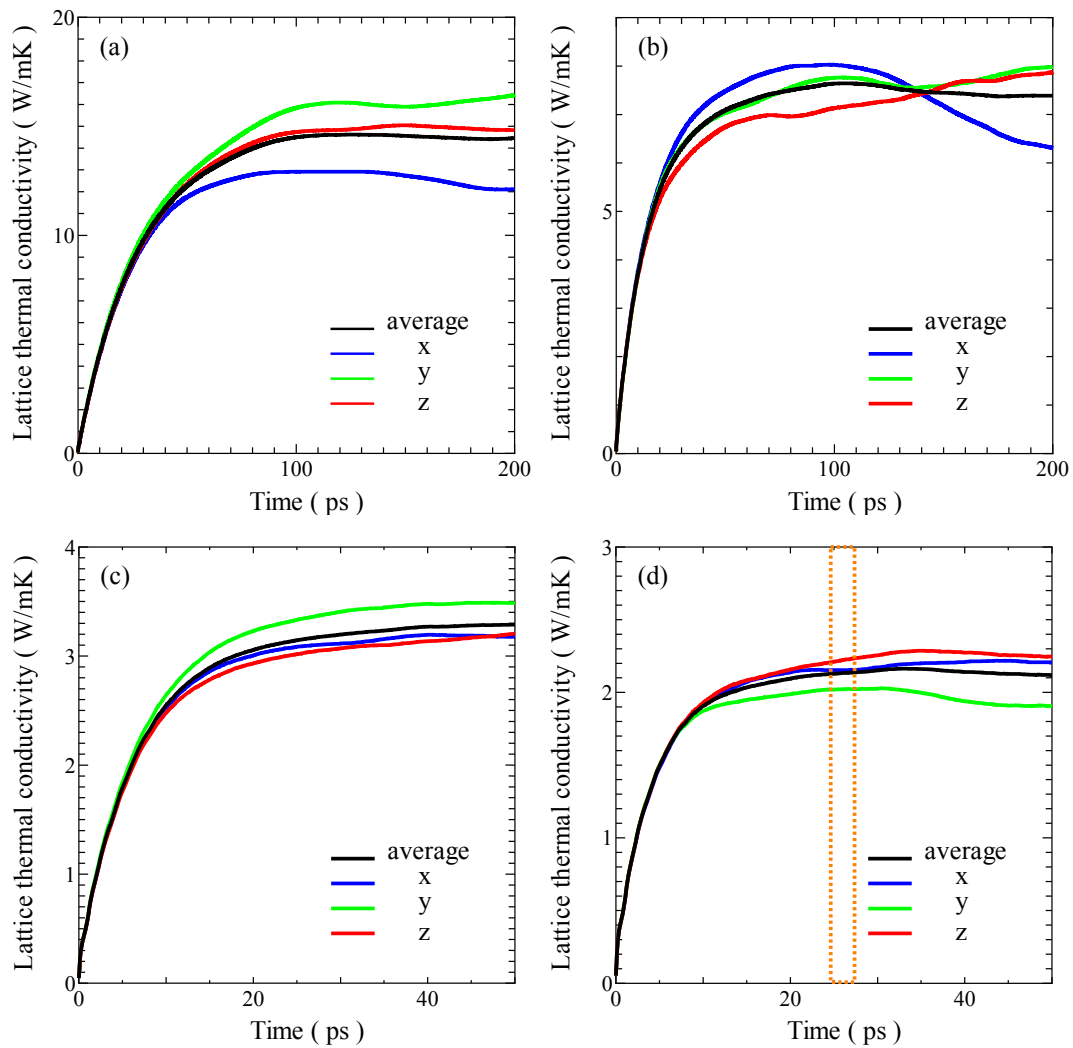 (a)
Lattice thermal conductivity ( W/mK )
20
10
0
0 100 200
Time ( ps )
average
x
y
z
(b)
Lattice thermal conductivity ( W/mK )
5
0
0 100 200
Time ( ps )
average
x
y
z
(c)
Lattice thermal conductivity ( W/mK )
4
3
2
1
0
0 20 40
Time ( ps )
average
x
y
z
(d)
Lattice thermal conductivity ( W/mK )
3
2
1
0
0 20 40
Time ( ps )
average
x
y
z